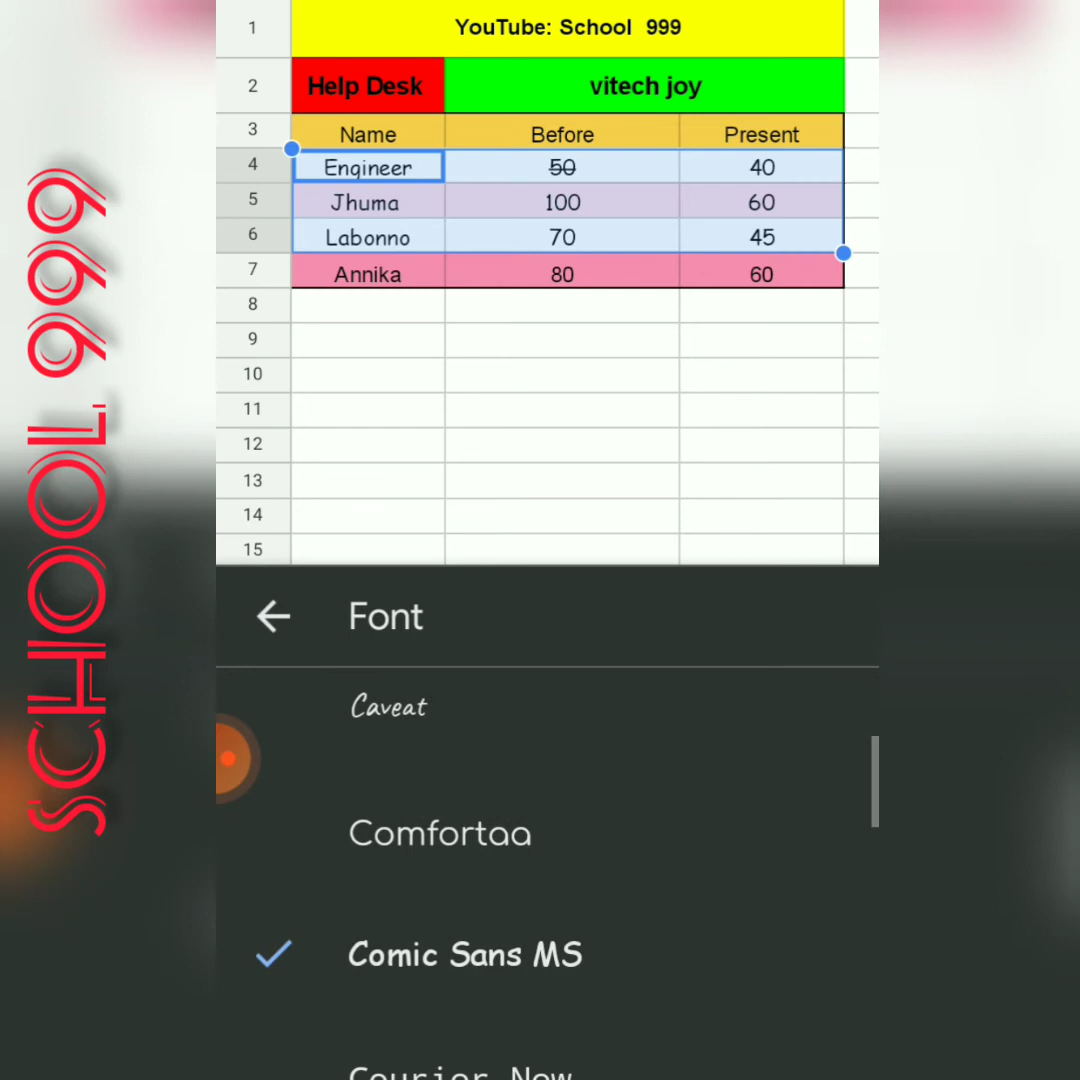 SCHOOL 999
1 YouTube: School 999
2 Help Desk vitech joy
3 Name Before Present
4 Engineer 50 40
5 Jhuma 100 60
6 Labonno 70 45
7 Annika 80 60
8
9
10
11
12
13
14
15
Font
Caveat
Comfortaa
Comic Sans MS
Courier New